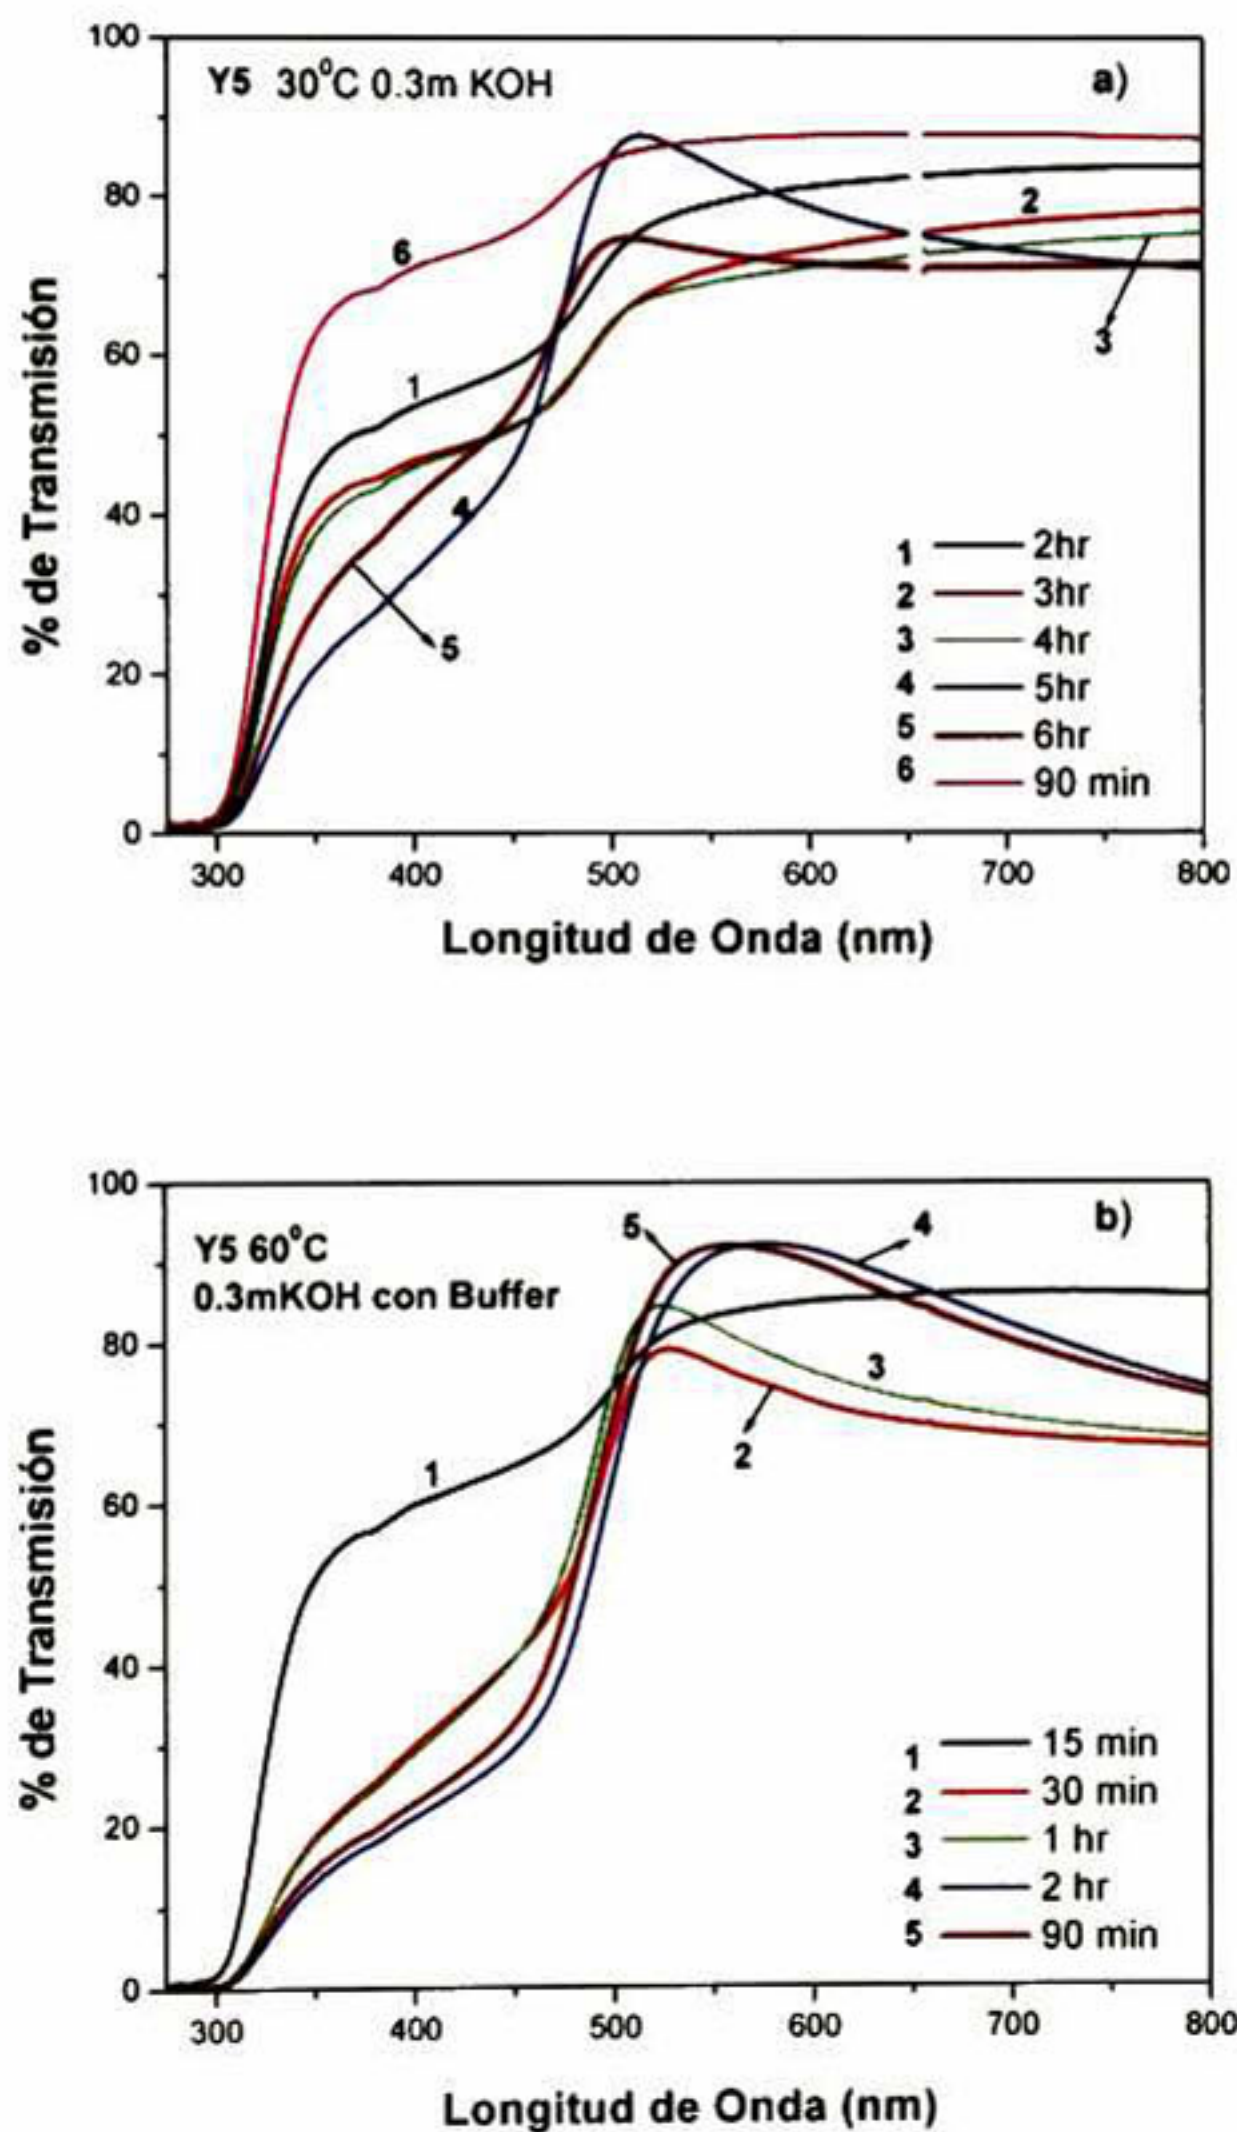 Y5 30°C 0.3m KOH
a)
100
80
60
40
20
0
% de Transmisión
6
1
2
3
4
5
1 2hr
2 3hr
3 4hr
4 5hr
5 6hr
6 90 min
300 400 500 600 700 800
Longitud de Onda (nm)
b)
Y5 60°C
0.3mKOH con Buffer
100
80
60
40
20
0
% de Transmisión
5
4
3
2
1
1 15 min
2 30 min
3 1 hr
4 2 hr
5 90 min
300 400 500 600 700 800
Longitud de Onda (nm)